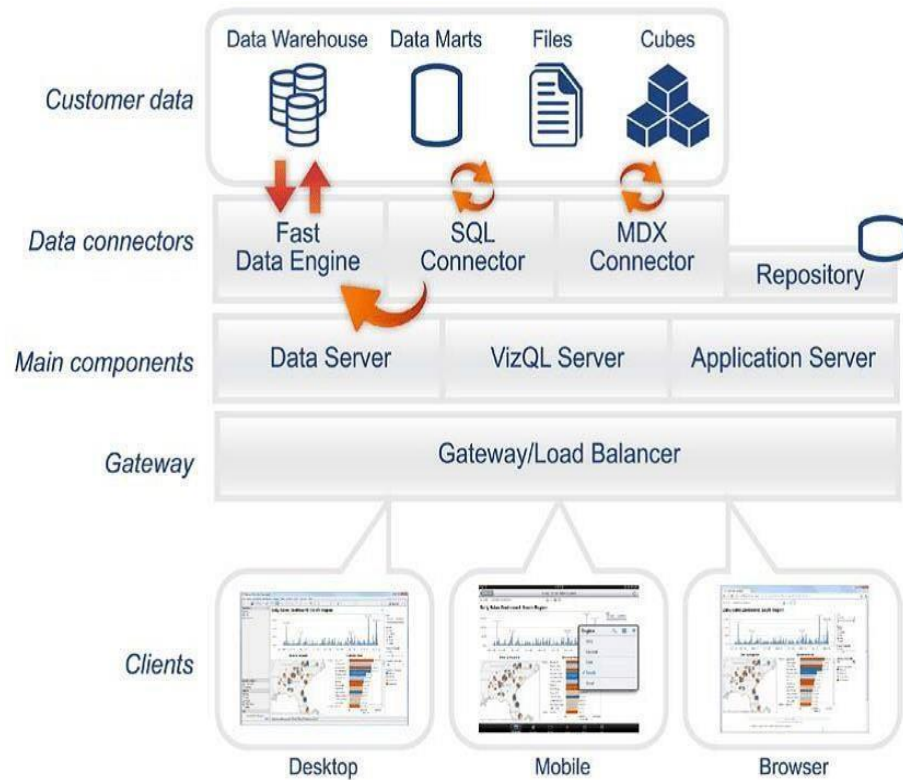 Data Warehouse
Data Marts
Files
Cubes
Customer data
Data connectors
Fast
Data Engine
SQL
Connector
MDX
Connector
Repository
Main components
Data Server
VizQL Server
Application Server
Gateway
Gateway/Load Balancer
Clients
Desktop
Mobile
Browser